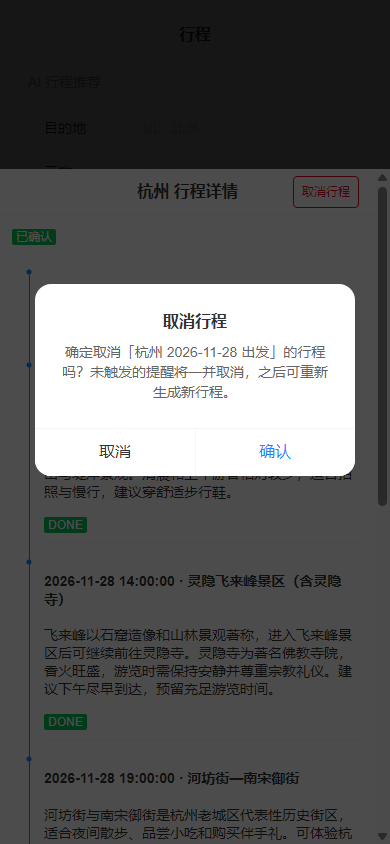 行程
AI 行程推荐
目的地
杭州 行程详情
取消行程
已确认
取消行程
确定取消「杭州 2026-11-28 出发」的行程
吗？未触发的提醒将一并取消，之后可重新
生成新行程。
取消
确认
照与慢行，建议穿舒适步行鞋。
DONE
2026-11-28 14:00:00 · 灵隐飞来峰景区（含灵隐
寺）
飞来峰以石窟造像和山林景观著称，进入飞来峰景
区后可继续前往灵隐寺。灵隐寺为著名佛教寺院，
香火旺盛，游览时需保持安静并尊重宗教礼仪。建
议下午尽早到达，预留充足游览时间。
DONE
2026-11-28 19:00:00 · 河坊街—南宋御街
河坊街与南宋御街是杭州老城区代表性历史街区，
适合夜间散步、品尝小吃和购买伴手礼。可体验杭